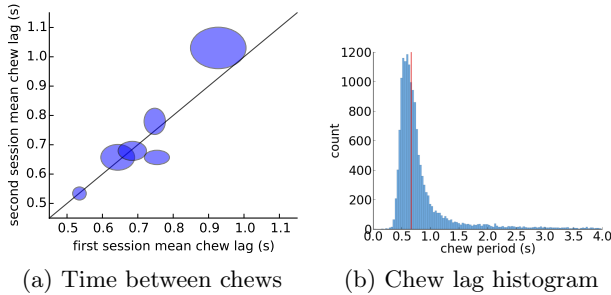 second session mean chew lag (s)
1.1
1.0
0.9
0.8
0.7
0.6
0.5
0.5 0.6 0.7 0.8 0.9 1.0 1.1
first session mean chew lag (s)
(a) Time between chews
count
1200
1000
800
600
400
200
0
0.0 0.5 1.0 1.5 2.0 2.5 3.0 3.5 4.0
chew period (s)
(b) Chew lag histogram